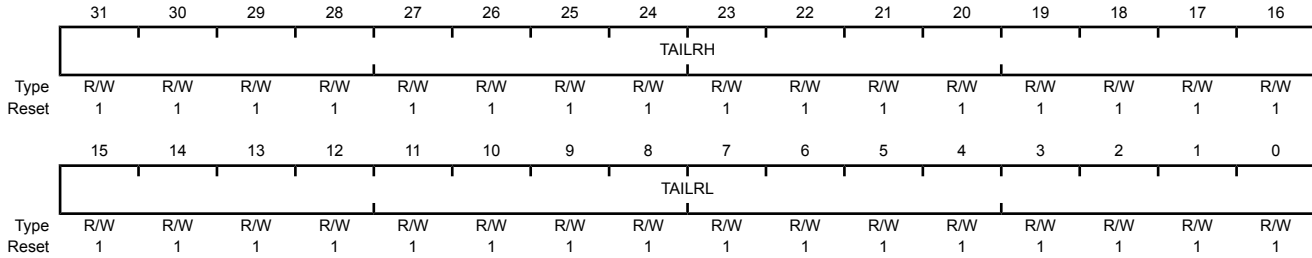 31 30 29 28 27 26 25 24 23 22 21 20 19 18 17 16
TAILRH
Type R/W R/W R/W R/W R/W R/W R/W R/W R/W R/W R/W R/W R/W R/W R/W R/W
Reset 1 1 1 1 1 1 1 1 1 1 1 1 1 1 1 1
15 14 13 12 11 10 9 8 7 6 5 4 3 2 1 0
TAILRL
Type R/W R/W R/W R/W R/W R/W R/W R/W R/W R/W R/W R/W R/W R/W R/W R/W
Reset 1 1 1 1 1 1 1 1 1 1 1 1 1 1 1 1